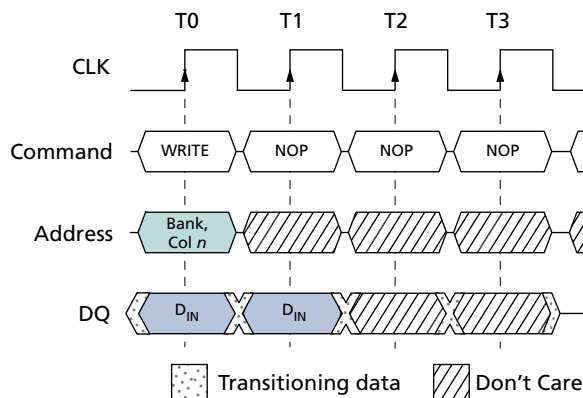 T0 T1 T2 T3
CLK
Command WRITE NOP NOP NOP
Address Bank,
Col n
DQ DIN DIN
Transitioning data Don't Care